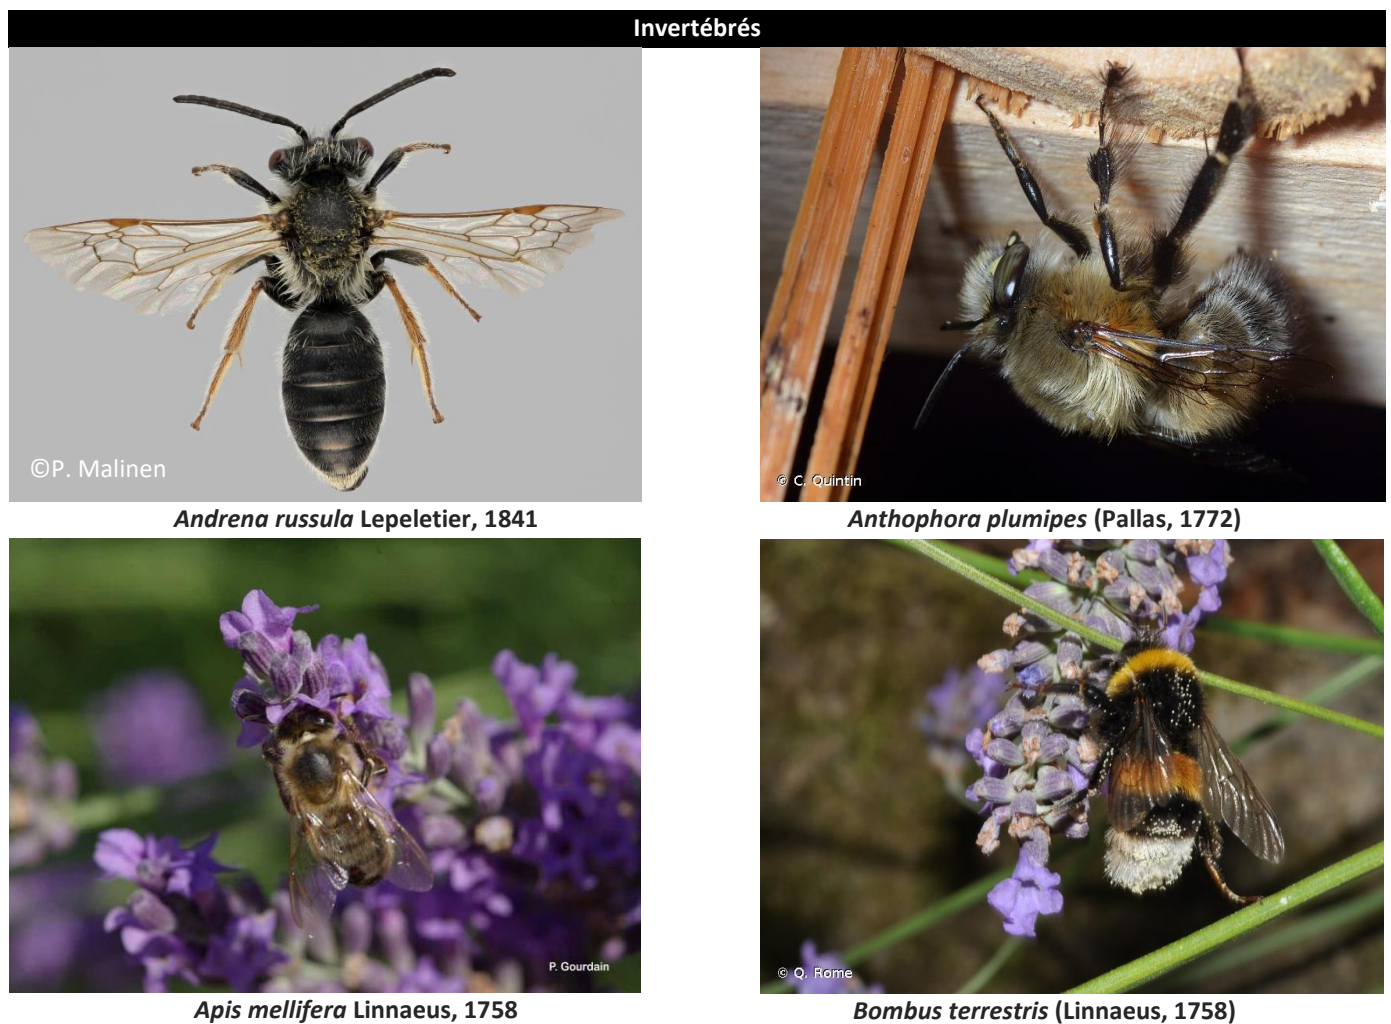 Invertébrés
©P. Malinen
© C. Quintin
Andrena russula Lepeletier, 1841
Anthophora plumipes (Pallas, 1772)
P. Gourdain
© Q. Rome
Apis mellifera Linnaeus, 1758
Bombus terrestris (Linnaeus, 1758)